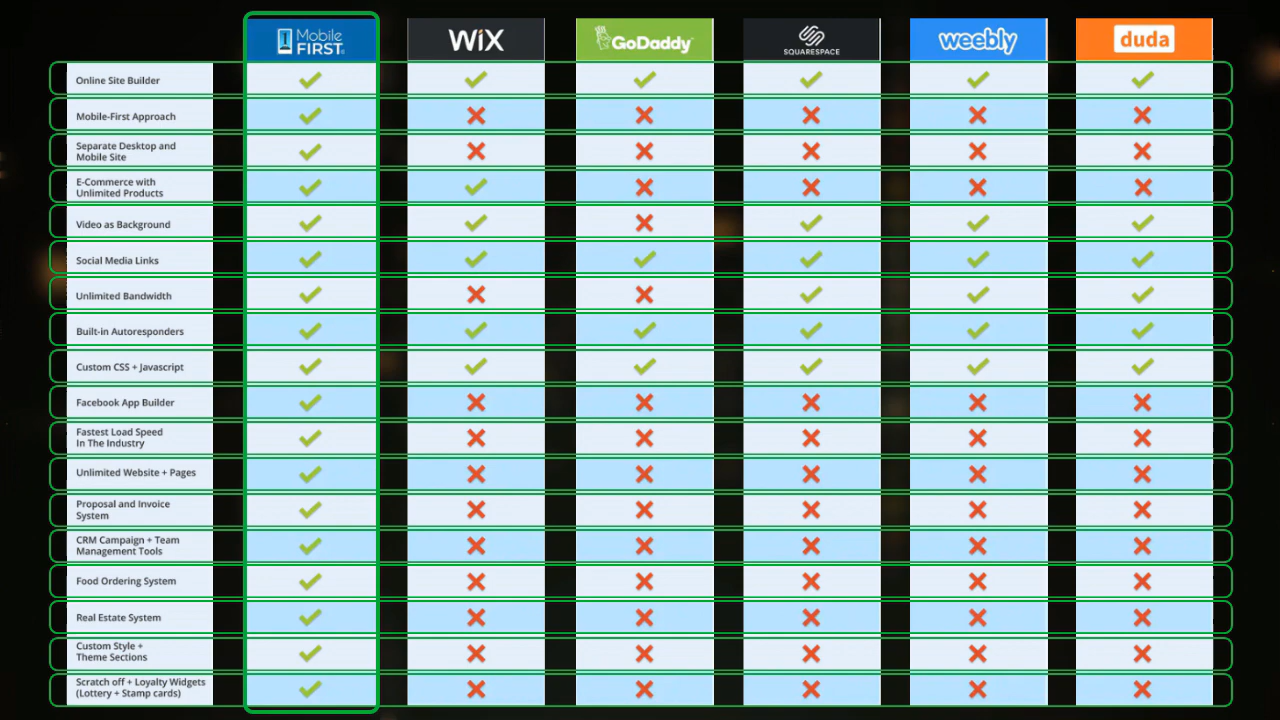 Mobile
FIRST
WiX
GoDaddy
SQUARESPACE
weebly
duda
Online Site Builder
Mobile-First Approach
Separate Desktop and
Mobile Site
E-Commerce with
Unlimited Products
Video as Background
Social Media Links
Unlimited Bandwidth
Built-in Autoresponders
Custom CSS + Javascript
Facebook App Builder
Fastest Load Speed
In The Industry
Unlimited Website + Pages
Proposal and Invoice
System
CRM Campaign + Team
Management Tools
Food Ordering System
Real Estate System
Custom Style +
Theme Sections
Scratch off + Loyalty Widgets
(Lottery + Stamp cards)